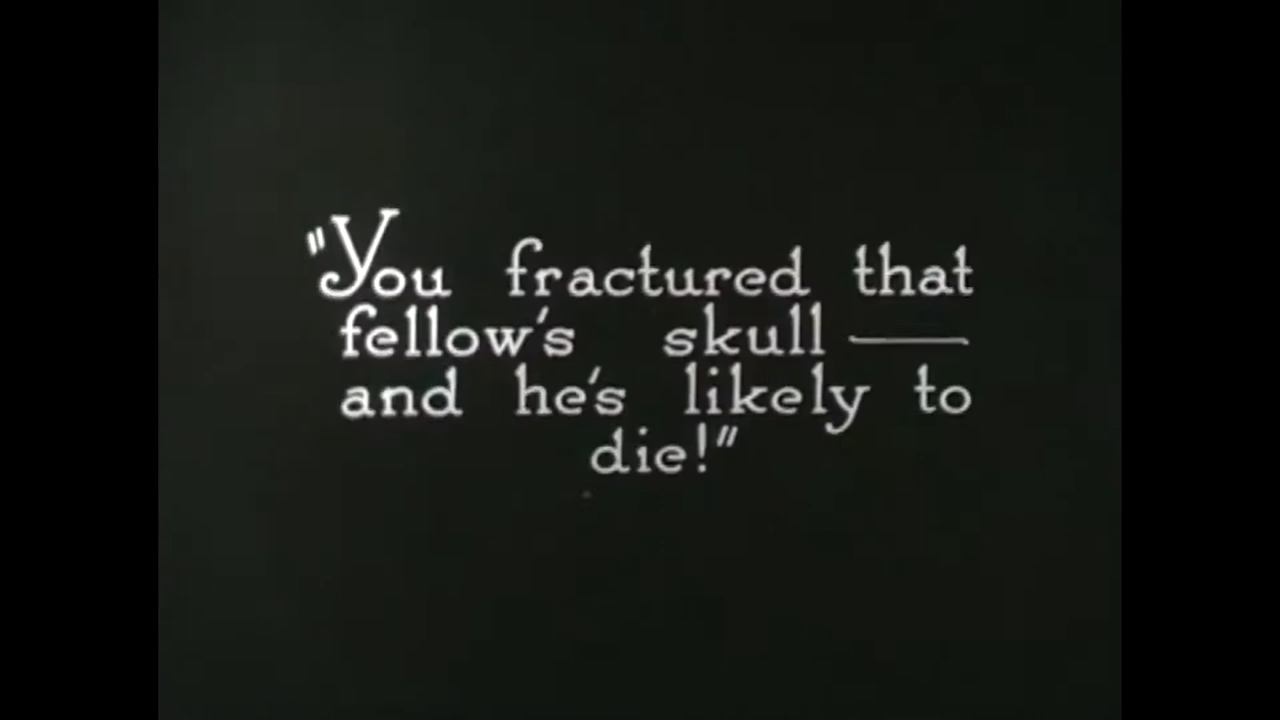 "You fractured that
fellow's skull ——
and he's likely to
die!"